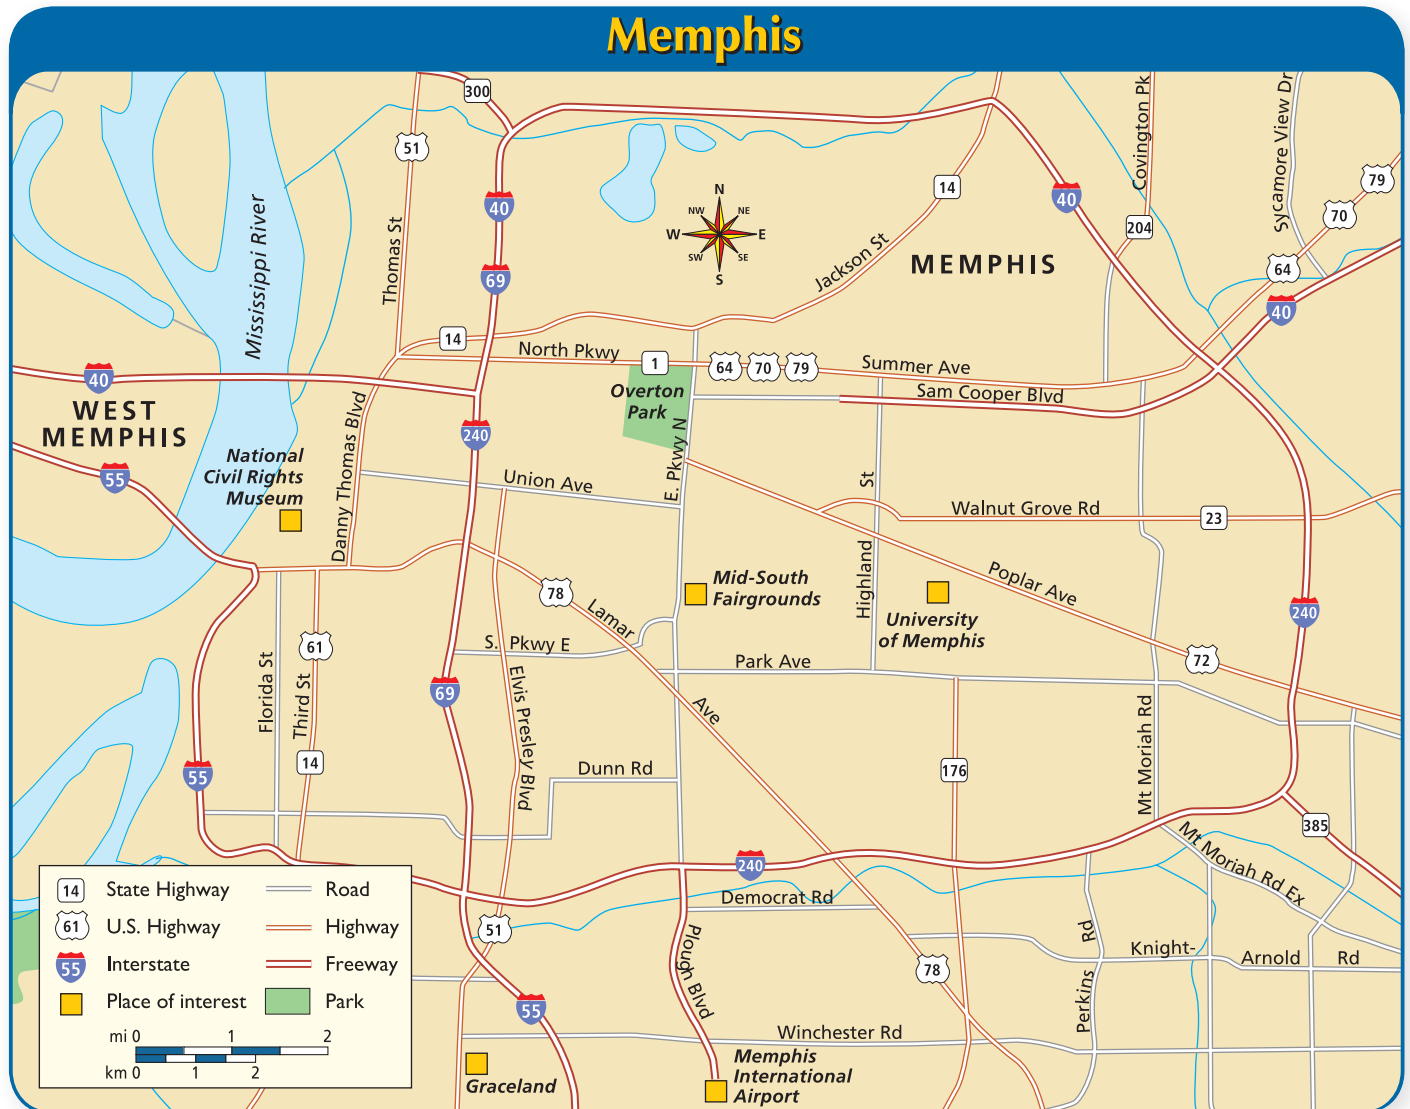 Memphis
300
51
Covington Pk
Sycamore View Dr
79
14
40
40
70
204
N
NW
NE
W
E
SW
SE
S
Mississippi River
Thomas St
Jackson St
MEMPHIS
69
64
40
14
North Pkwy
1
64
70
79
Summer Ave
Sam Cooper Blvd
40
WEST
MEMPHIS
Overton
Park
240
Danny Thomas Blvd
E. Pkwy N
National
Civil Rights
Museum
55
Union Ave
Highland St
Walnut Grove Rd
23
78
Lamar Ave
Mid-South
Fairgrounds
University
of Memphis
Poplar Ave
240
61
S. Pkwy E
Park Ave
72
Florida St
Third St
69
Elvis Presley Blvd
Mt Moriah Rd
14
55
Dunn Rd
176
385
240
Mt Moriah Rd Ex
Democrat Rd
51
Plough Blvd
78
Perkins Rd
Knight-
Arnold Rd
55
Winchester Rd
Graceland
Memphis
International
Airport
14 State Highway
Road
61 U.S. Highway
Highway
55 Interstate
Freeway
Place of interest
Park
mi 0 1 2
km 0 1 2